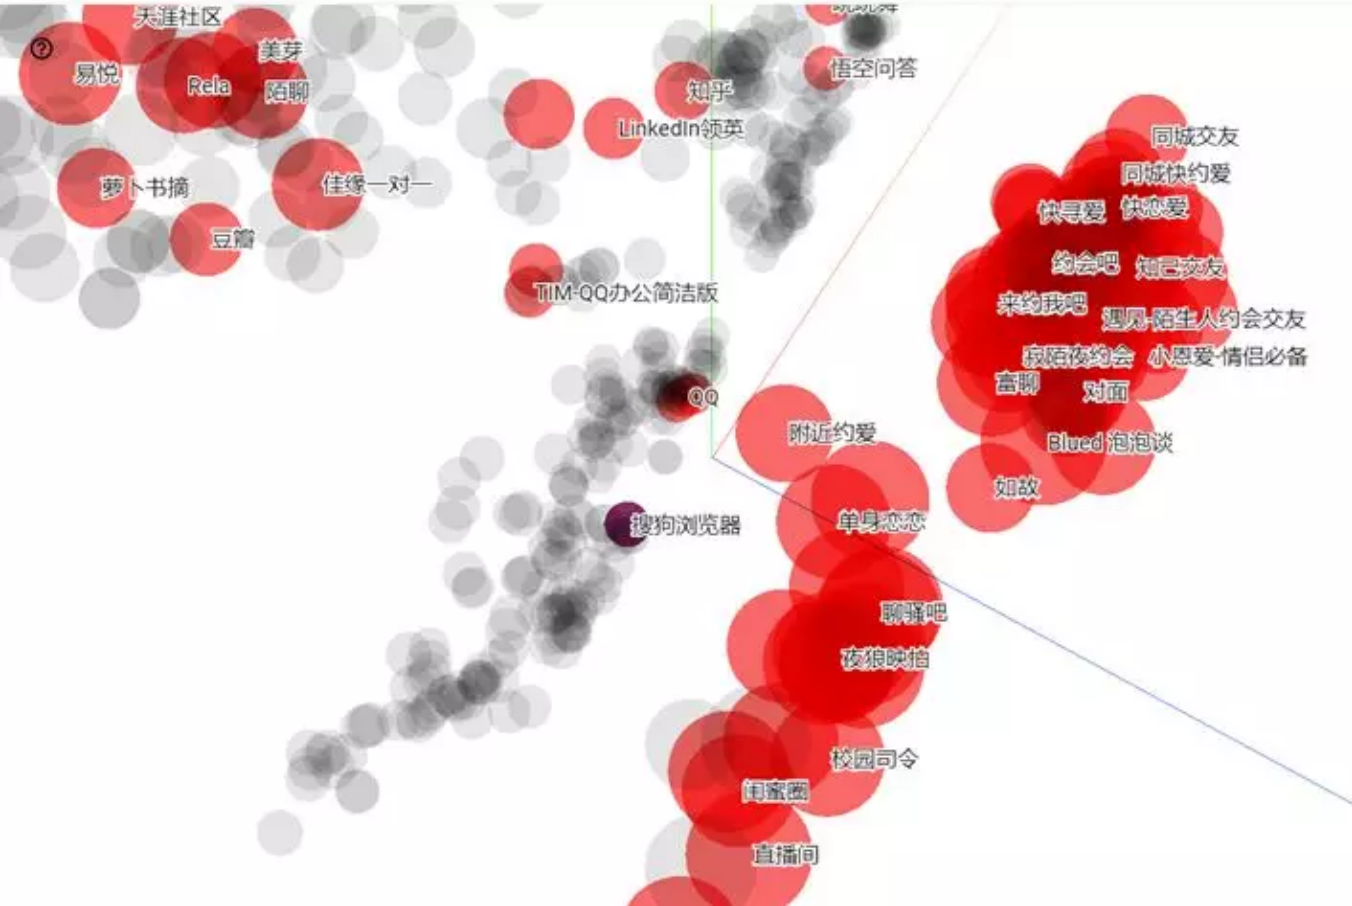 天涯社区
美芽
易悦
Rela
陌聊
知乎
悟空问答
LinkedIn领英
萝卜书摘
佳缘一对一
豆瓣
TIM-QQ办公简洁版
QQ
搜狗浏览器
同城交友
同城快约爱
快寻爱
快恋爱
约会吧
知己交友
来约我吧
遇见-陌生人约会交友
寂陌夜约会
小恩爱-情侣必备
富聊
对面
Blued
泡泡谈
如故
附近约爱
单身恋恋
聊骚吧
夜狼映拍
校园司令
闺蜜圈
直播间